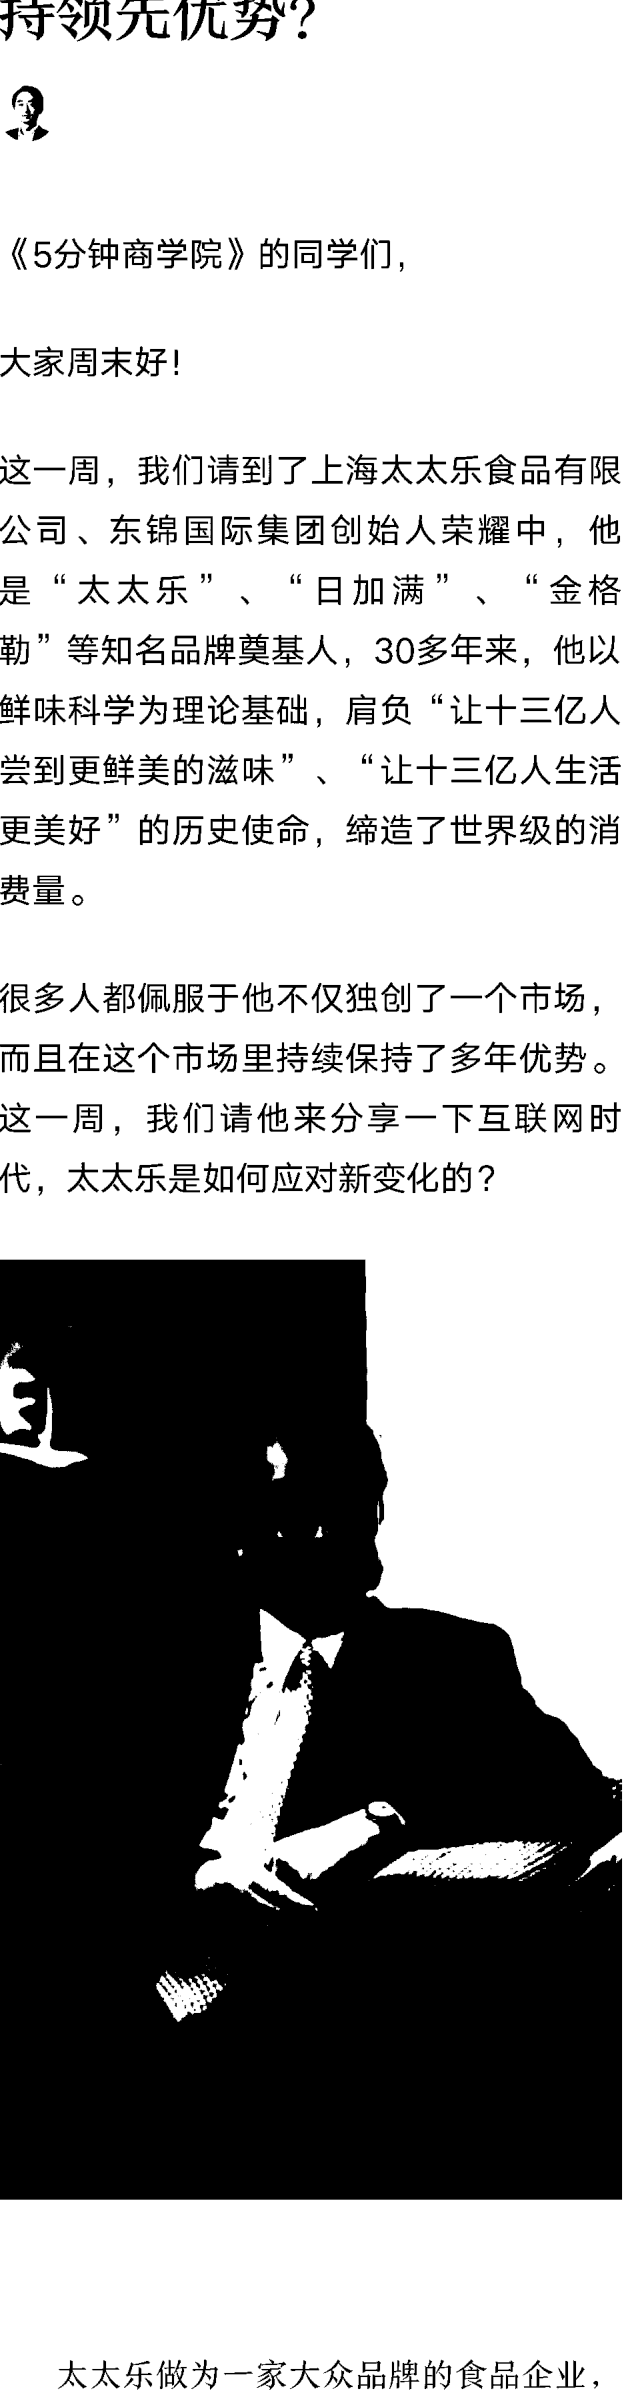 持领先优势？
《5分钟商学院》的同学们，
大家周末好！
这一周，我们请到了上海太太乐食品有限
公司、东锦国际集团创始人荣耀中，他
是“太太乐”、“日加满”、“金格
勒”等知名品牌奠基人，30多年来，他以
鲜味科学为理论基础，肩负“让十三亿人
尝到更鲜美的滋味”、“让十三亿人生活
更美好”的历史使命，缔造了世界级的消
费量。
很多人都佩服于他不仅独创了一个市场，
而且在这个市场里持续保持了多年优势。
这一周，我们请他来分享一下互联网时
代，太太乐是如何应对新变化的？
太太乐做为一家大众品牌的食品企业，